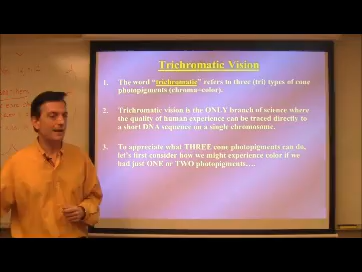 Trichromatic Vision
1. The word "trichromatic" refers to three (tri) types of cone
photopigments (chroma=color).
2. Trichromatic vision is the ONLY branch of science where
the quality of human experience can be traced directly to
a short DNA sequence on a single chromosome.
3. To appreciate what THREE cone photopigments can do,
let's first consider how we might experience color if we
had just ONE or TWO photopigments….